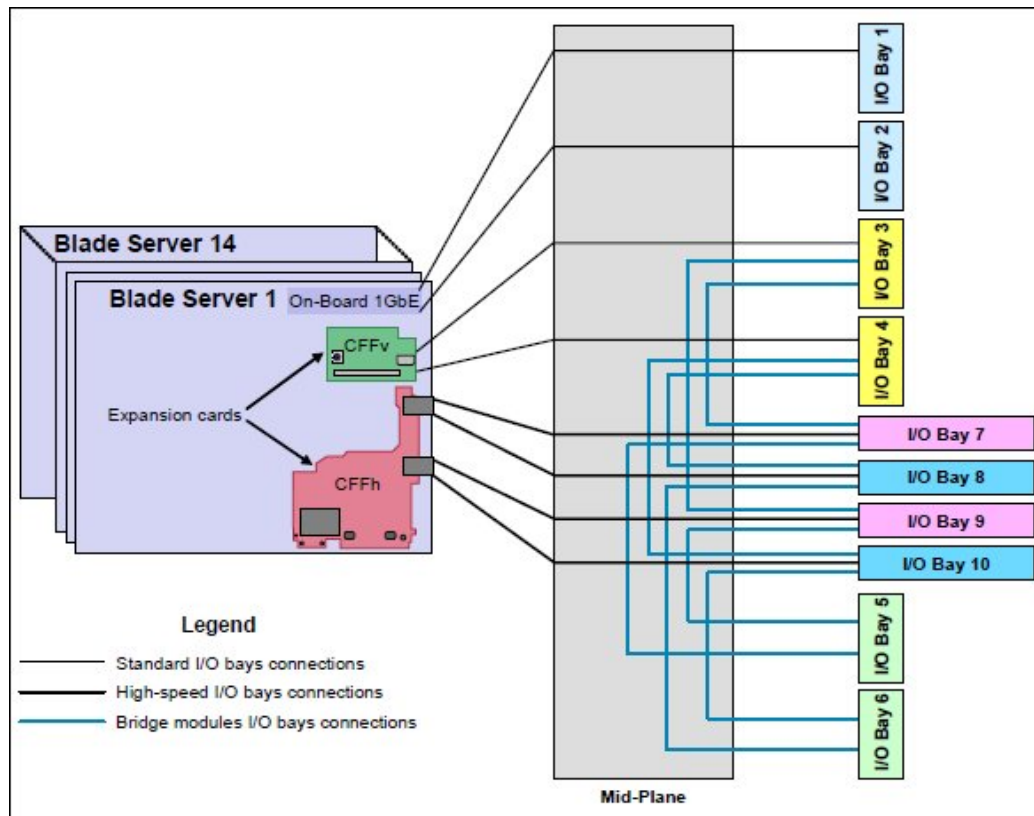 I/O Bay 1
I/O Bay 2
Blade Server 14
Blade Server 1
On-Board 1GbE
I/O Bay 3
CFFv
I/O Bay 4
Expansion cards
I/O Bay 7
CFFh
I/O Bay 8
I/O Bay 9
I/O Bay 10
Legend
I/O Bay 5
Standard I/O bays connections
High-speed I/O bays connections
Bridge modules I/O bays connections
I/O Bay 6
Mid-Plane